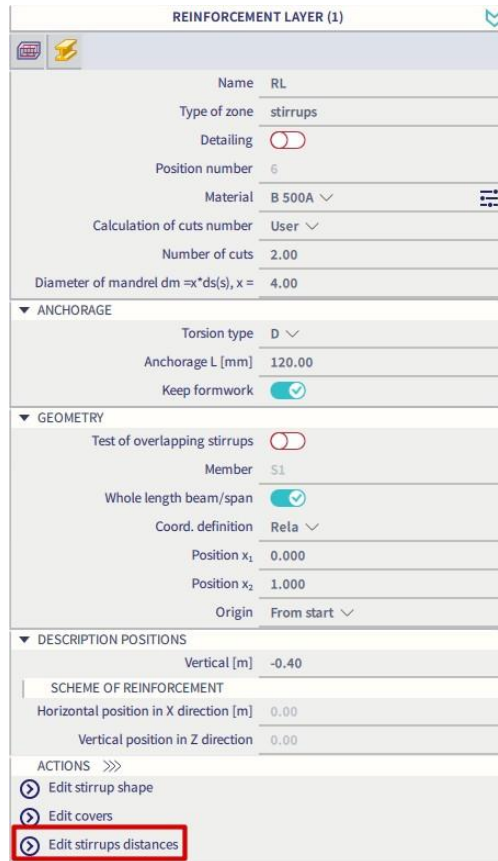 REINFORCEMENT LAYER (1)
Name RL
Type of zone stirrups
Detailing
Position number 6
Material B 500A
Calculation of cuts number User
Number of cuts 2.00
Diameter of mandrel dm =x*ds(s), x = 4.00
ANCHORAGE
Torsion type D
Anchorage L [mm] 120.00
Keep formwork
GEOMETRY
Test of overlapping stirrups
Member S1
Whole length beam/span
Coord. definition Rela
Position x₁ 0.000
Position x₂ 1.000
Origin From start
DESCRIPTION POSITIONS
Vertical [m] -0.40
SCHEME OF REINFORCEMENT
Horizontal position in X direction [m] 0.00
Vertical position in Z direction 0.00
ACTIONS >>>
Edit stirrup shape
Edit covers
Edit stirrups distances